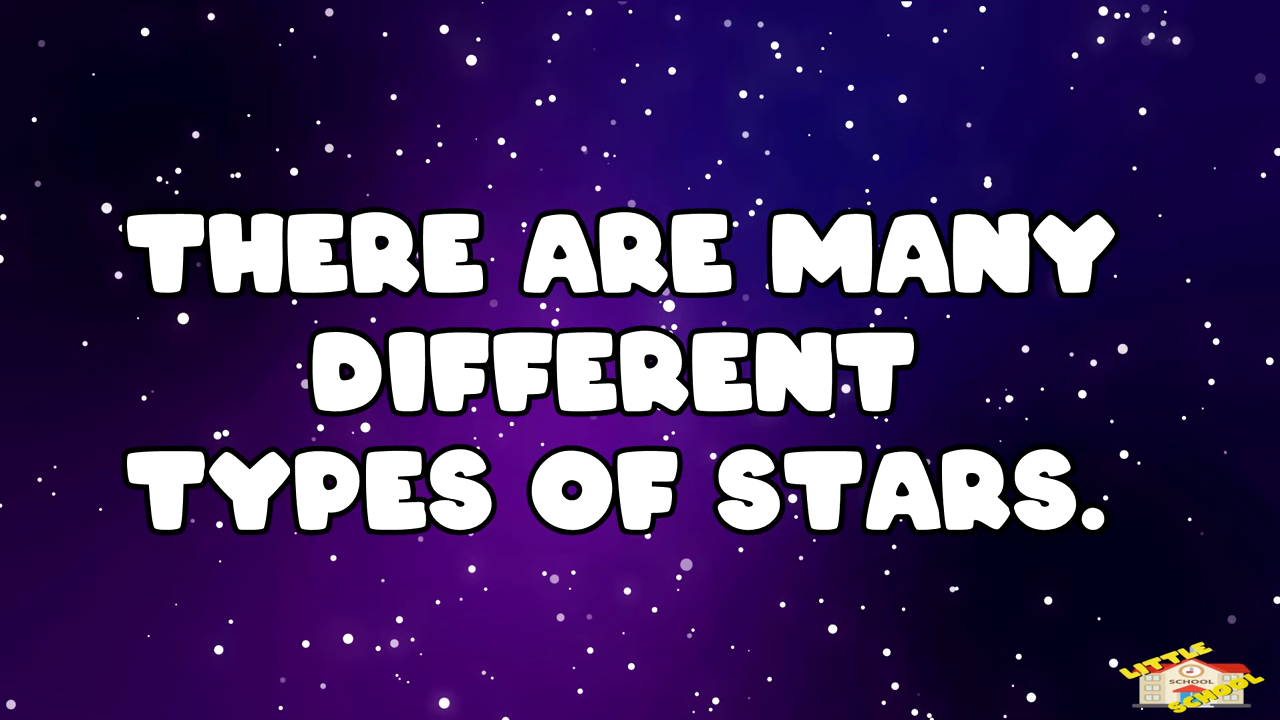 THERE ARE MANY
DIFFERENT
TYPES OF STARS.
LITTLE
SCHOOL
SCHOOL